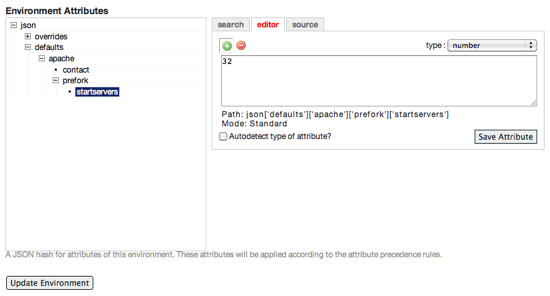 Environment Attributes
json
overrides
defaults
apache
contact
prefork
startservers
search editor source
type : number
32
Path: json['defaults']['apache']['prefork']['startservers']
Mode: Standard
Autodetect type of attribute?
Save Attribute
A JSON hash for attributes of this environment. These attributes will be applied according to the attribute precedence rules.
Update Environment